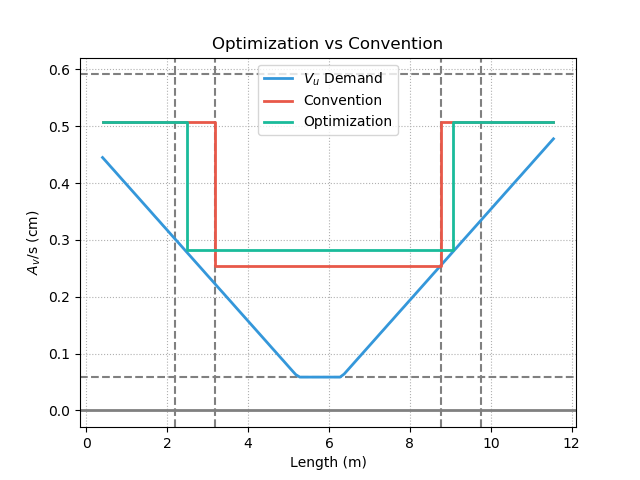 Optimization vs Convention
V_u Demand
Convention
Optimization
A_v/s (cm)
0.6
0.5
0.4
0.3
0.2
0.1
0.0
0 2 4 6 8 10 12
Length (m)